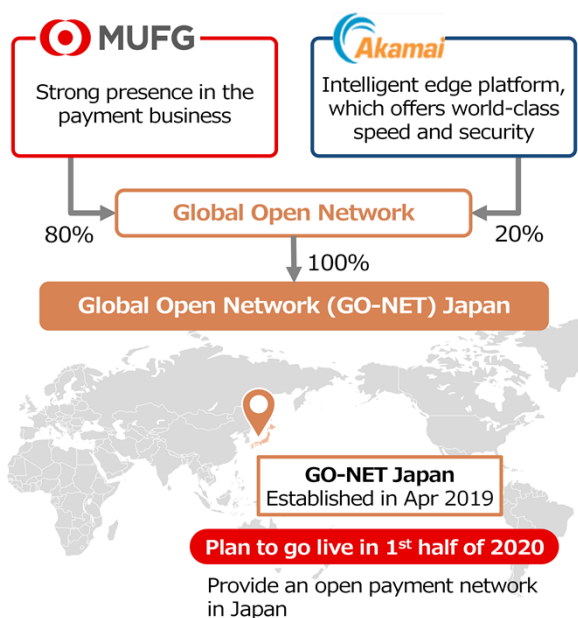 MUFG
Strong presence in the
payment business
Akamai
Intelligent edge platform,
which offers world-class
speed and security
80%
Global Open Network
20%
100%
Global Open Network (GO-NET) Japan
GO-NET Japan
Established in Apr 2019
Plan to go live in 1st half of 2020
Provide an open payment network
in Japan